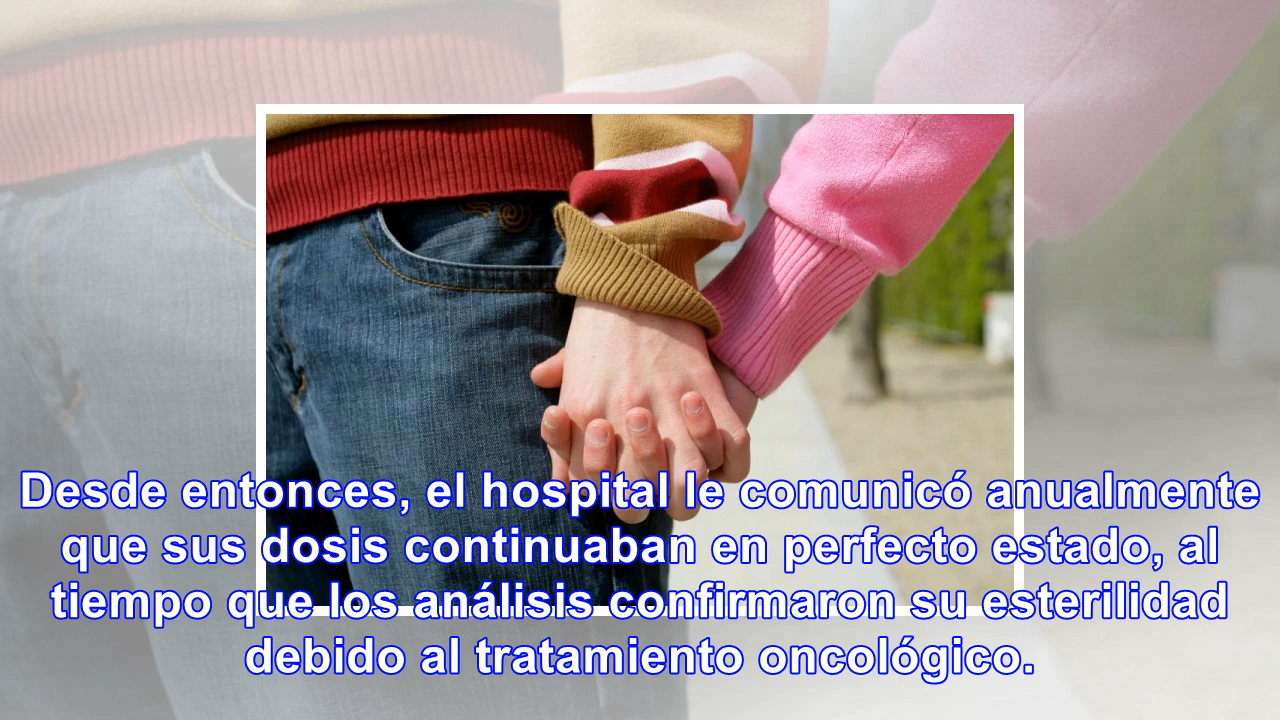 Desde entonces, el hospital le comunicó anualmente
que sus dosis continuaban en perfecto estado, al
tiempo que los análisis confirmaron su esterilidad
debido al tratamiento oncológico.